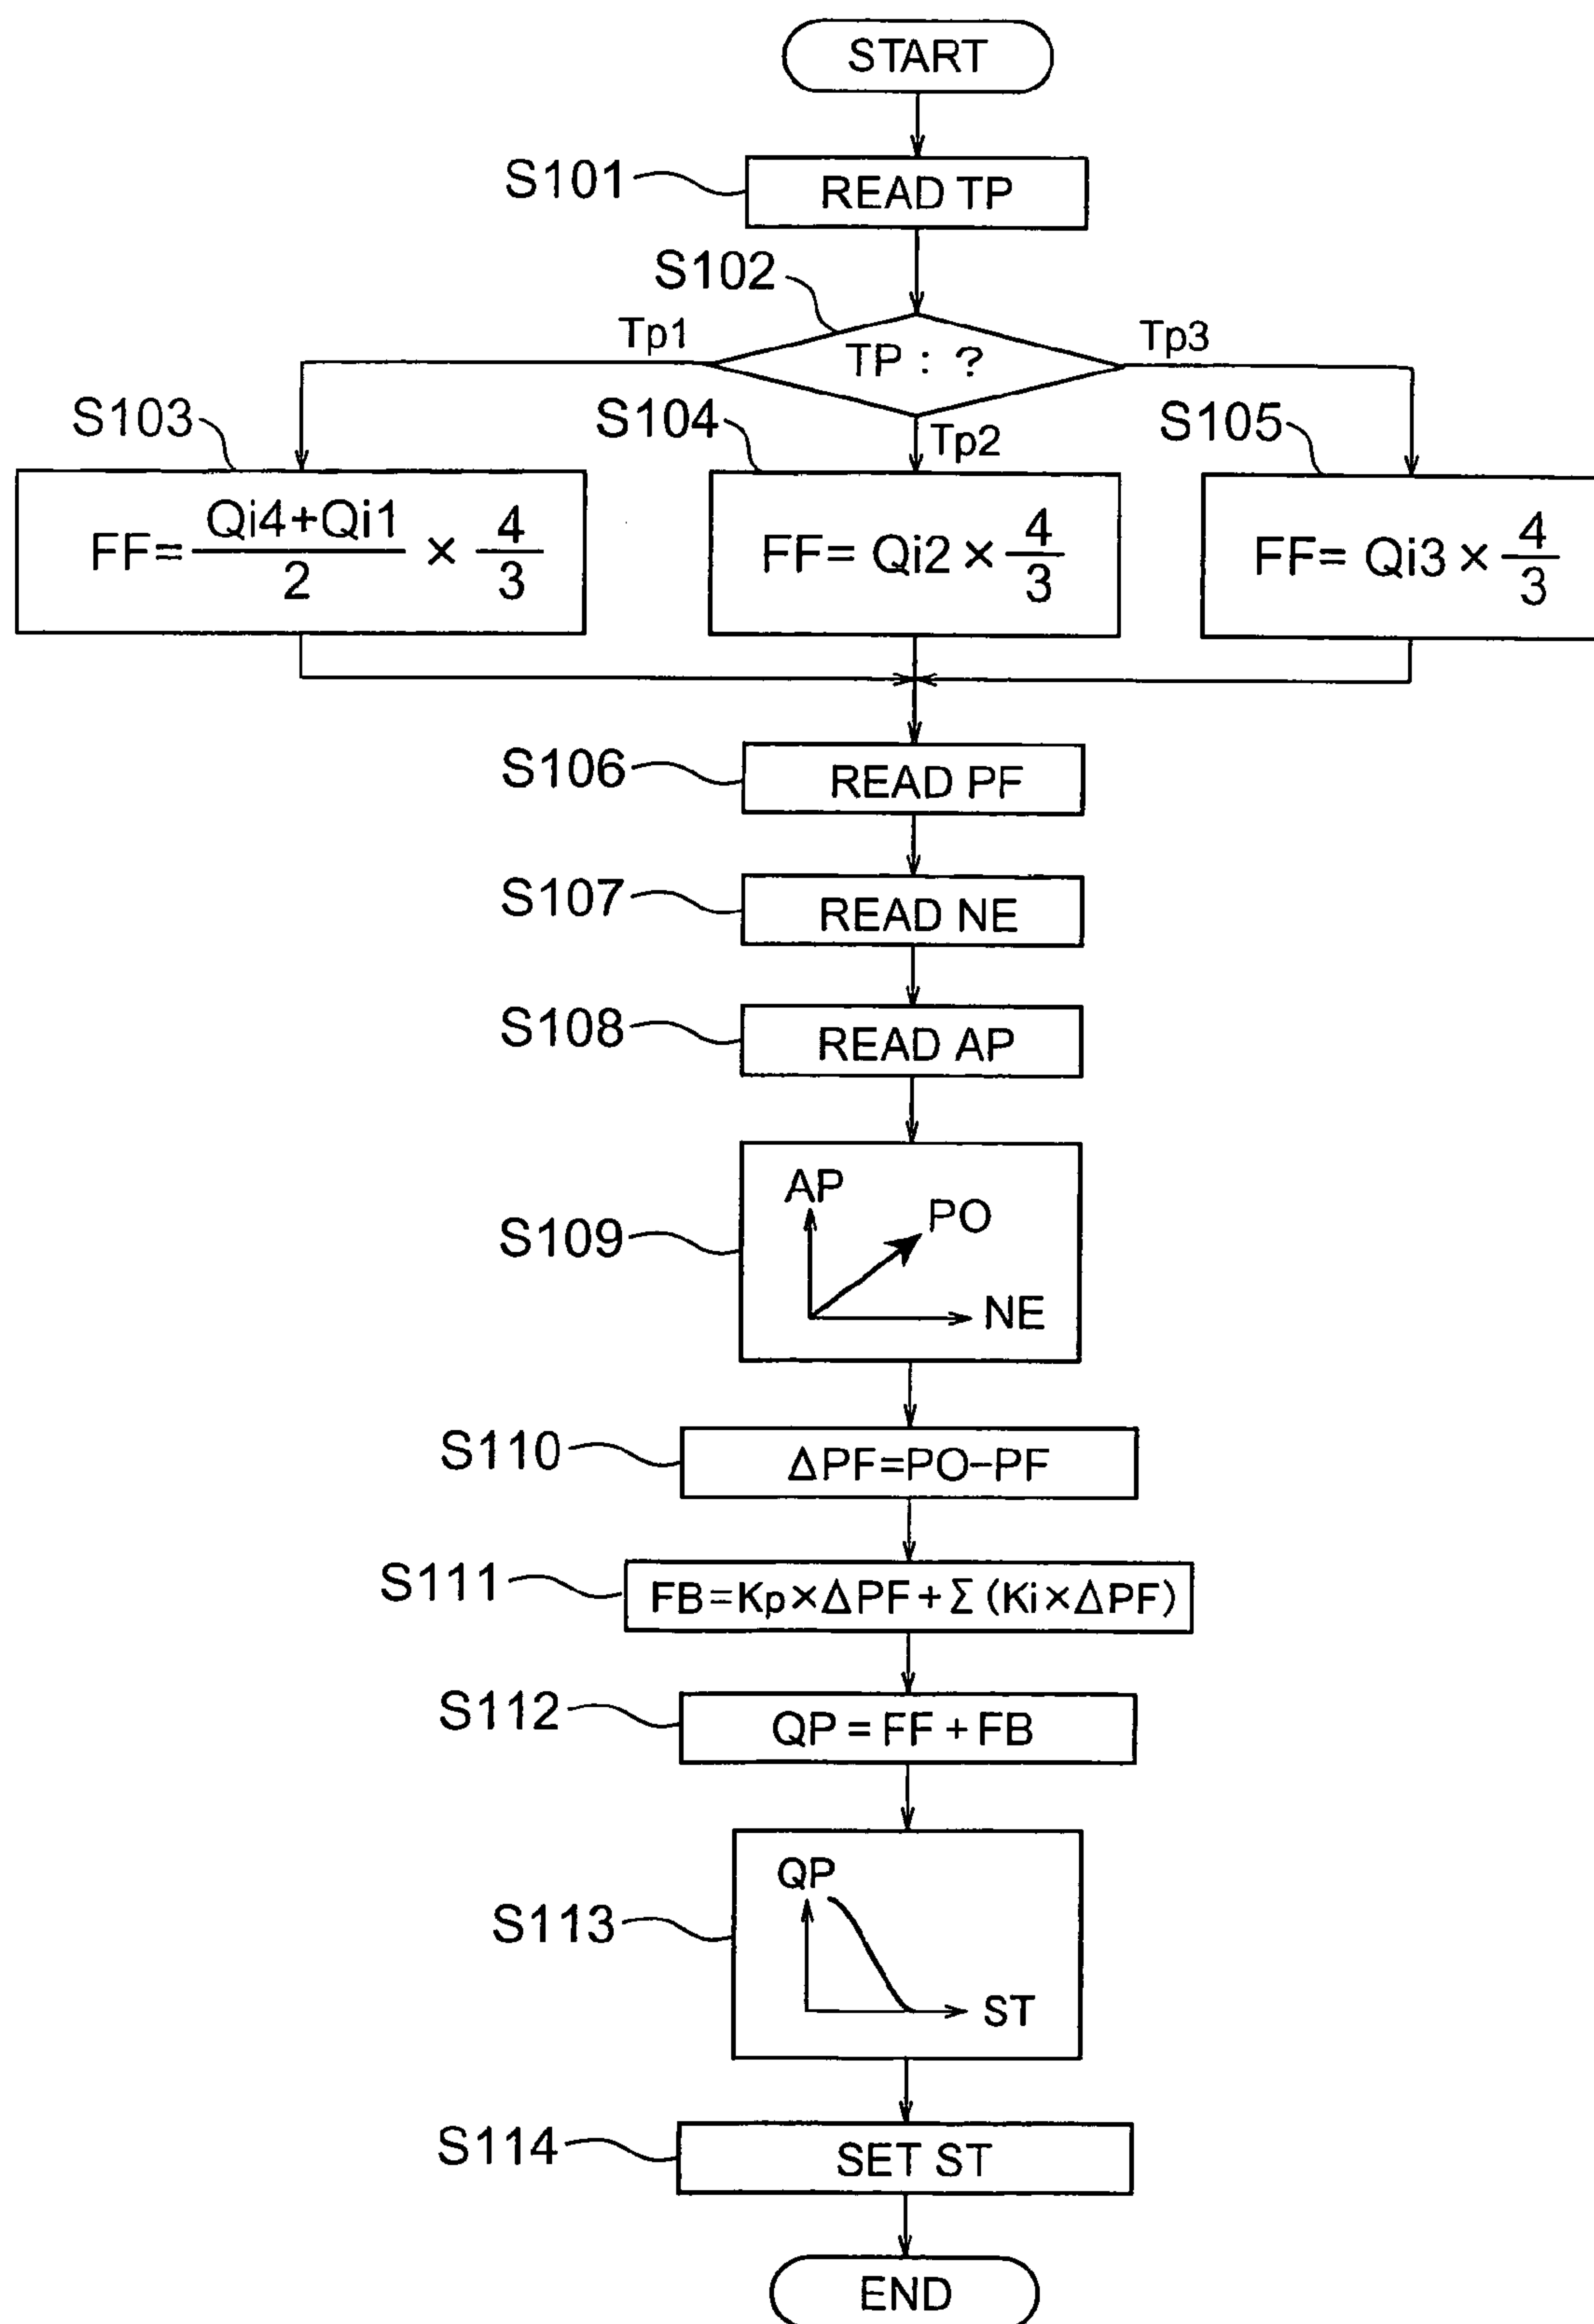 START
S101
READ TP
S102
TP : ?
Tp1
Tp2
Tp3
S103
FF= Qi4+Qi1 / 2 × 4/3
S104
FF= Qi2 × 4/3
S105
FF= Qi3 × 4/3
S106
READ PF
S107
READ NE
S108
READ AP
S109
AP
PO
NE
S110
ΔPF=PO-PF
S111
FB=Kp×ΔPF+Σ(Ki×ΔPF)
S112
QP=FF+FB
S113
QP
ST
S114
SET ST
END